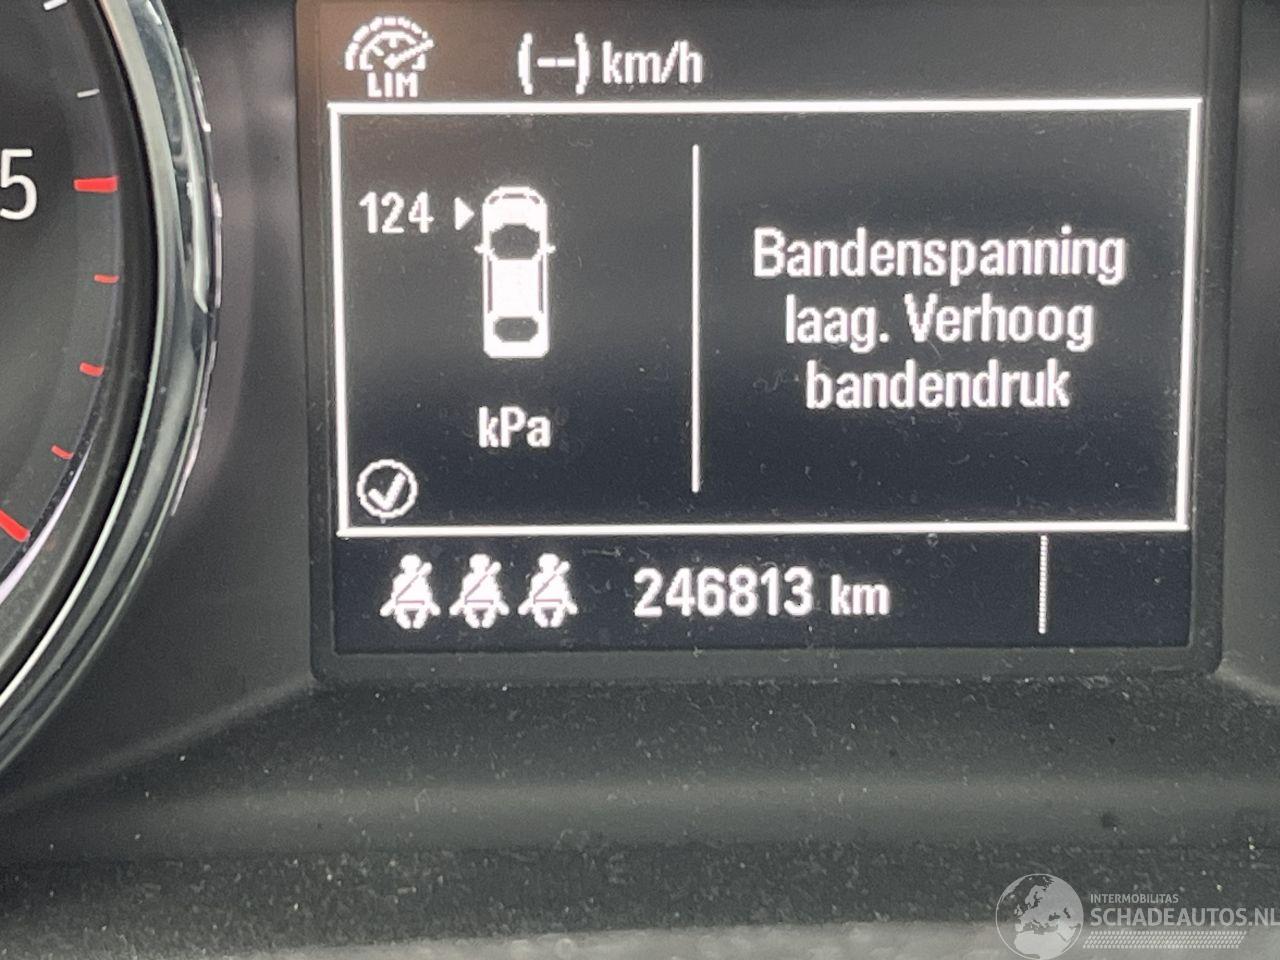 LIM
(--) km/h
5
124
Bandenspanning
laag. Verhoog
bandendruk
kPa
246813 km
INTERMOBILITAS
SCHADEAUTOS.NL